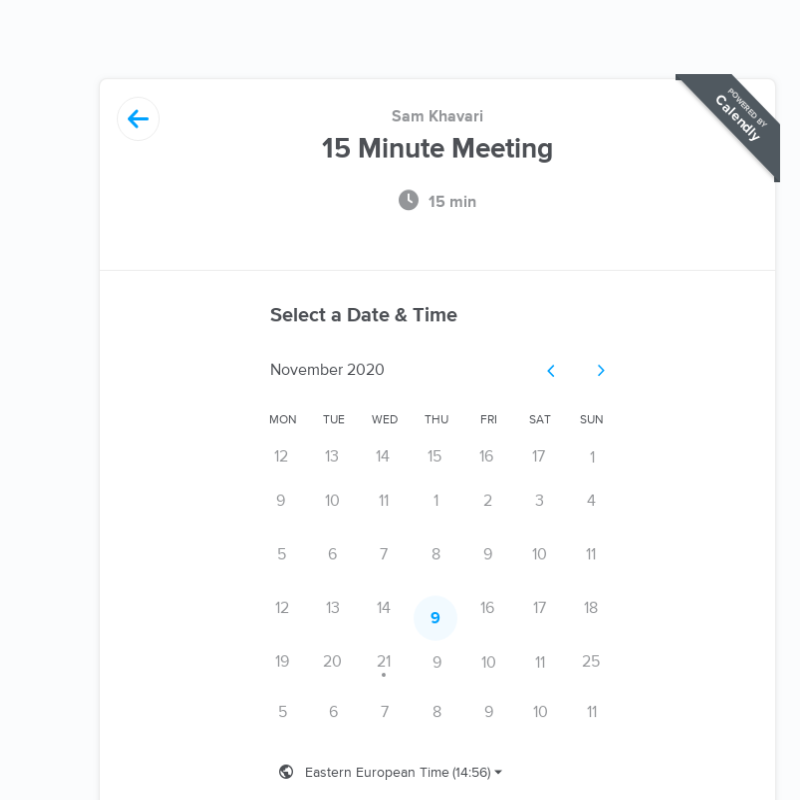 POWERED BY
Calendly
Sam Khavari
15 Minute Meeting
15 min
Select a Date & Time
November 2020
MON TUE WED THU FRI SAT SUN
12 13 14 15 16 17 1
9 10 11 1 2 3 4
5 6 7 8 9 10 11
12 13 14 9 16 17 18
19 20 21 9 10 11 25
5 6 7 8 9 10 11
Eastern European Time (14:56)